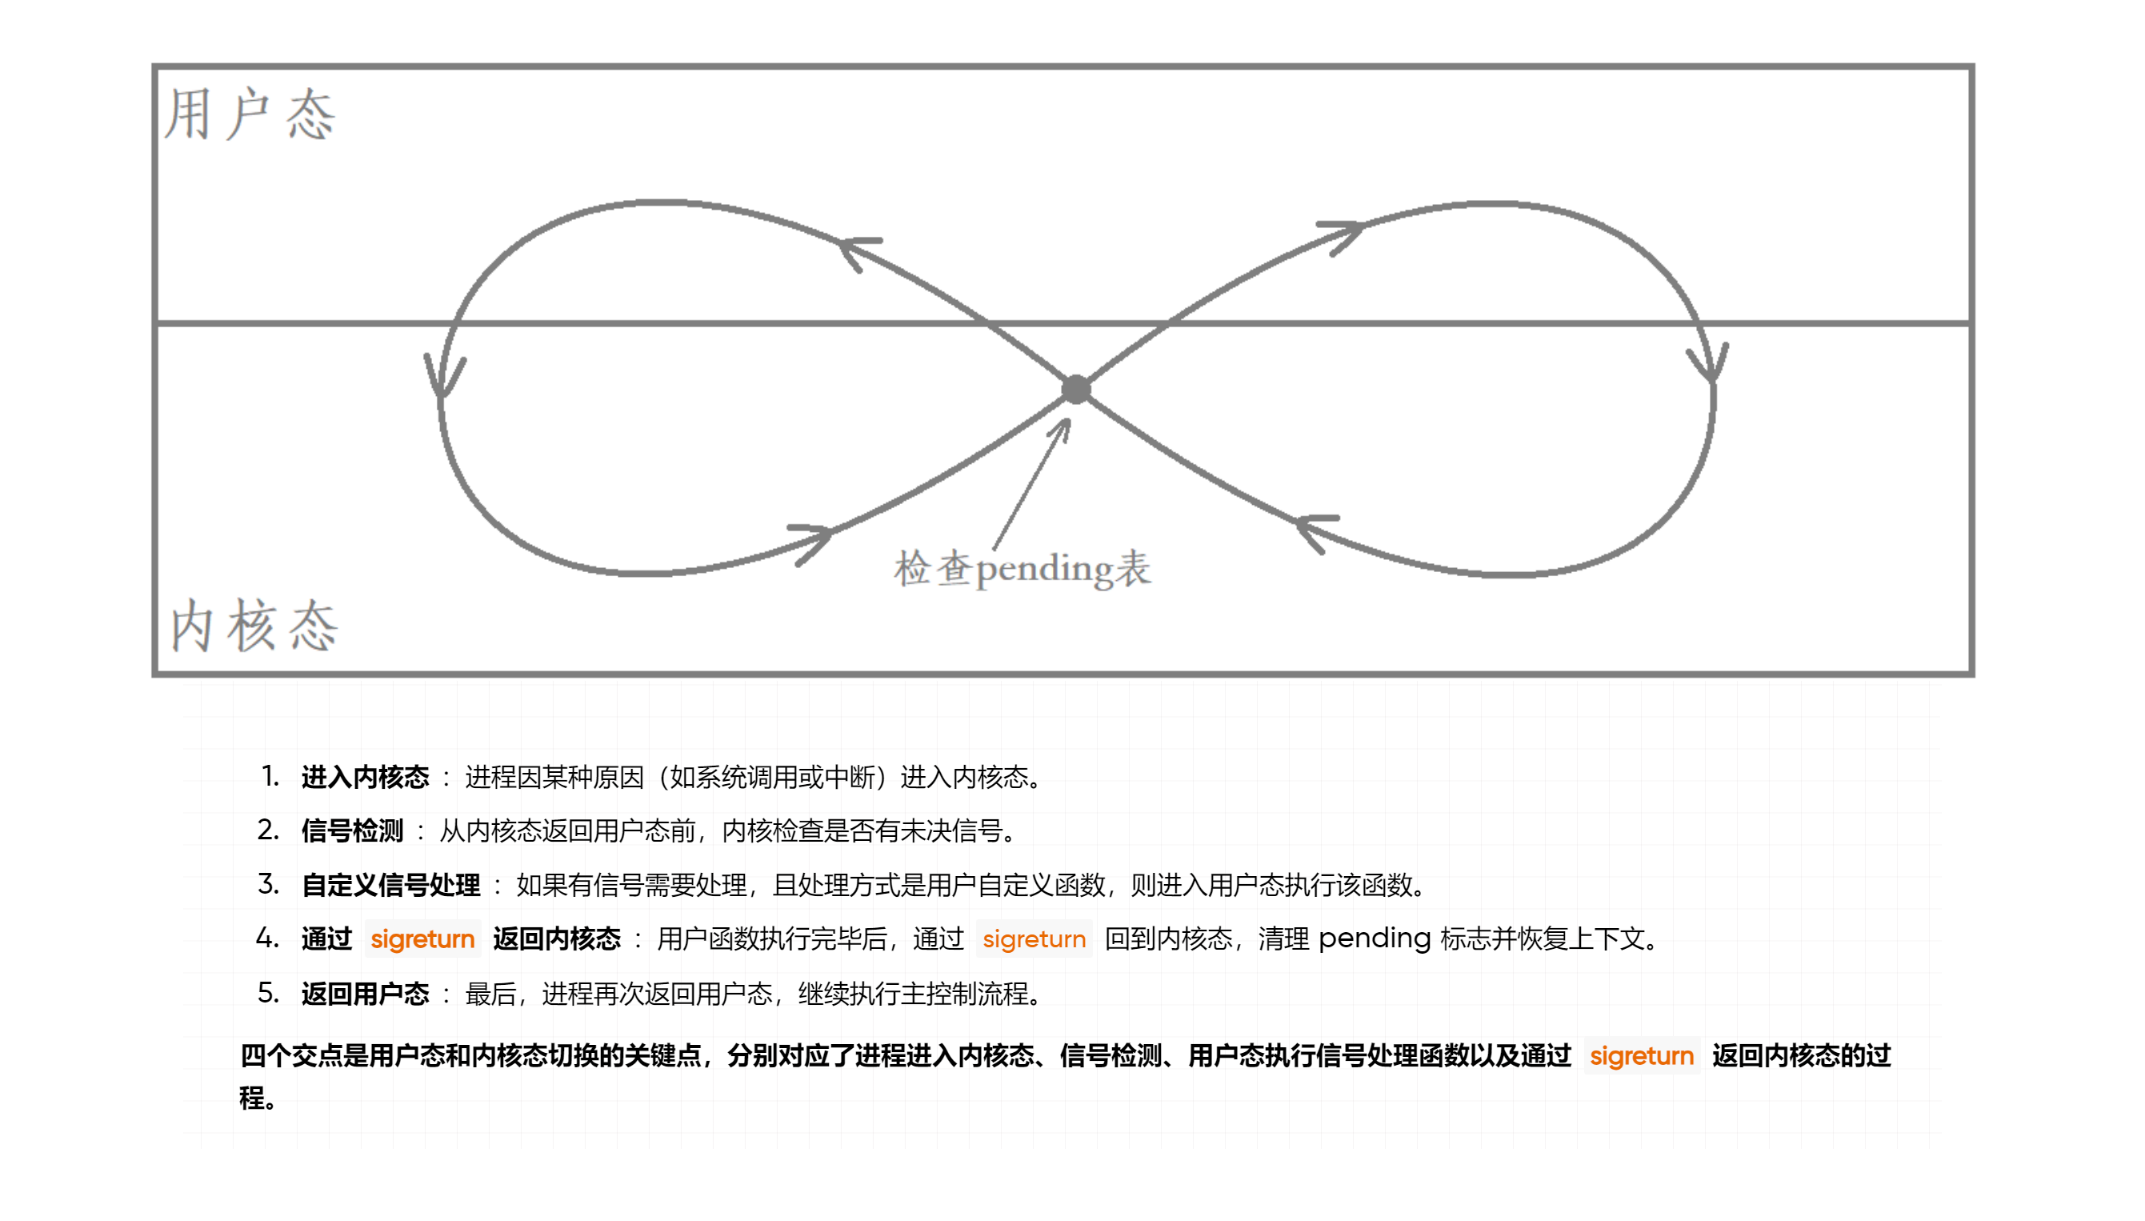 用户态
检查pending表
内核态
1. 进入内核态 ：进程因某种原因（如系统调用或中断）进入内核态。
2. 信号检测 ：从内核态返回用户态前，内核检查是否有未决信号。
3. 自定义信号处理 ：如果有信号需要处理，且处理方式是用户自定义函数，则进入用户态执行该函数。
4. 通过 sigreturn 返回内核态 ：用户函数执行完毕后，通过 sigreturn 回到内核态，清理 pending 标志并恢复上下文。
5. 返回用户态 ：最后，进程再次返回用户态，继续执行主控制流程。
四个交点是用户态和内核态切换的关键点，分别对应了进程进入内核态、信号检测、用户态执行信号处理函数以及通过 sigreturn 返回内核态的过
程。